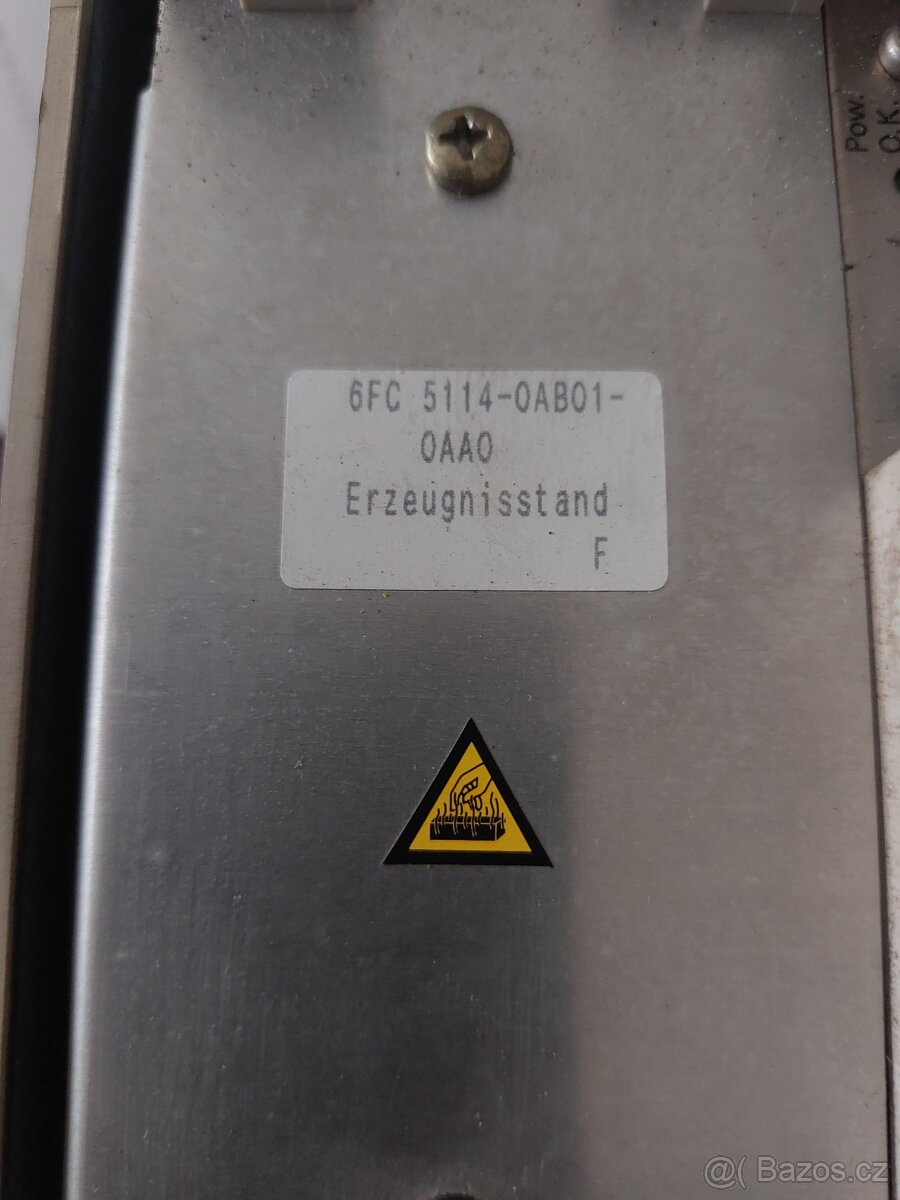 Pow.
O.K.
6FC 5114-0AB01-
0AA0
Erzeugnisstand
F
@( Bazos.cz